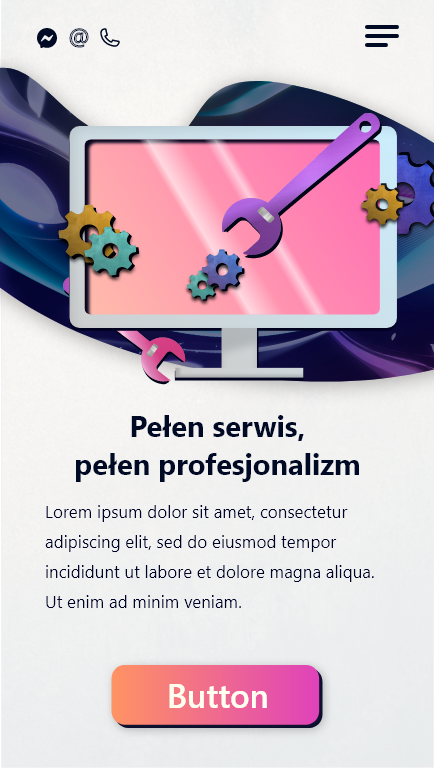 Pełen serwis,
pełen profesjonalizm
Lorem ipsum dolor sit amet, consectetur
adipiscing elit, sed do eiusmod tempor
incididunt ut labore et dolore magna aliqua.
Ut enim ad minim veniam.
Button